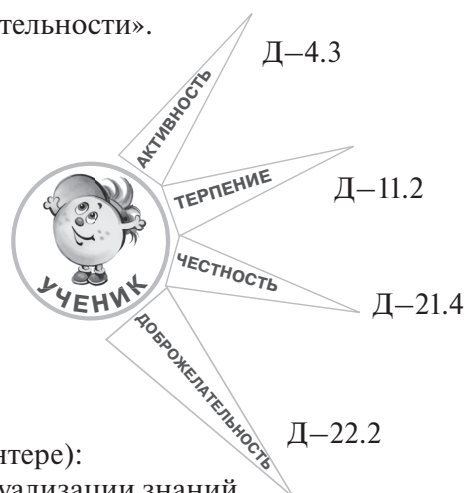 тельности».
Д–4.3
АКТИВНОСТЬ
ТЕРПЕНИЕ
Д–11.2
ЧЕСТНОСТЬ
УЧЕНИК
Д–21.4
ДОБРОЖЕЛАТЕЛЬНОСТЬ
Д–22.2
нтере):
уализации знаний